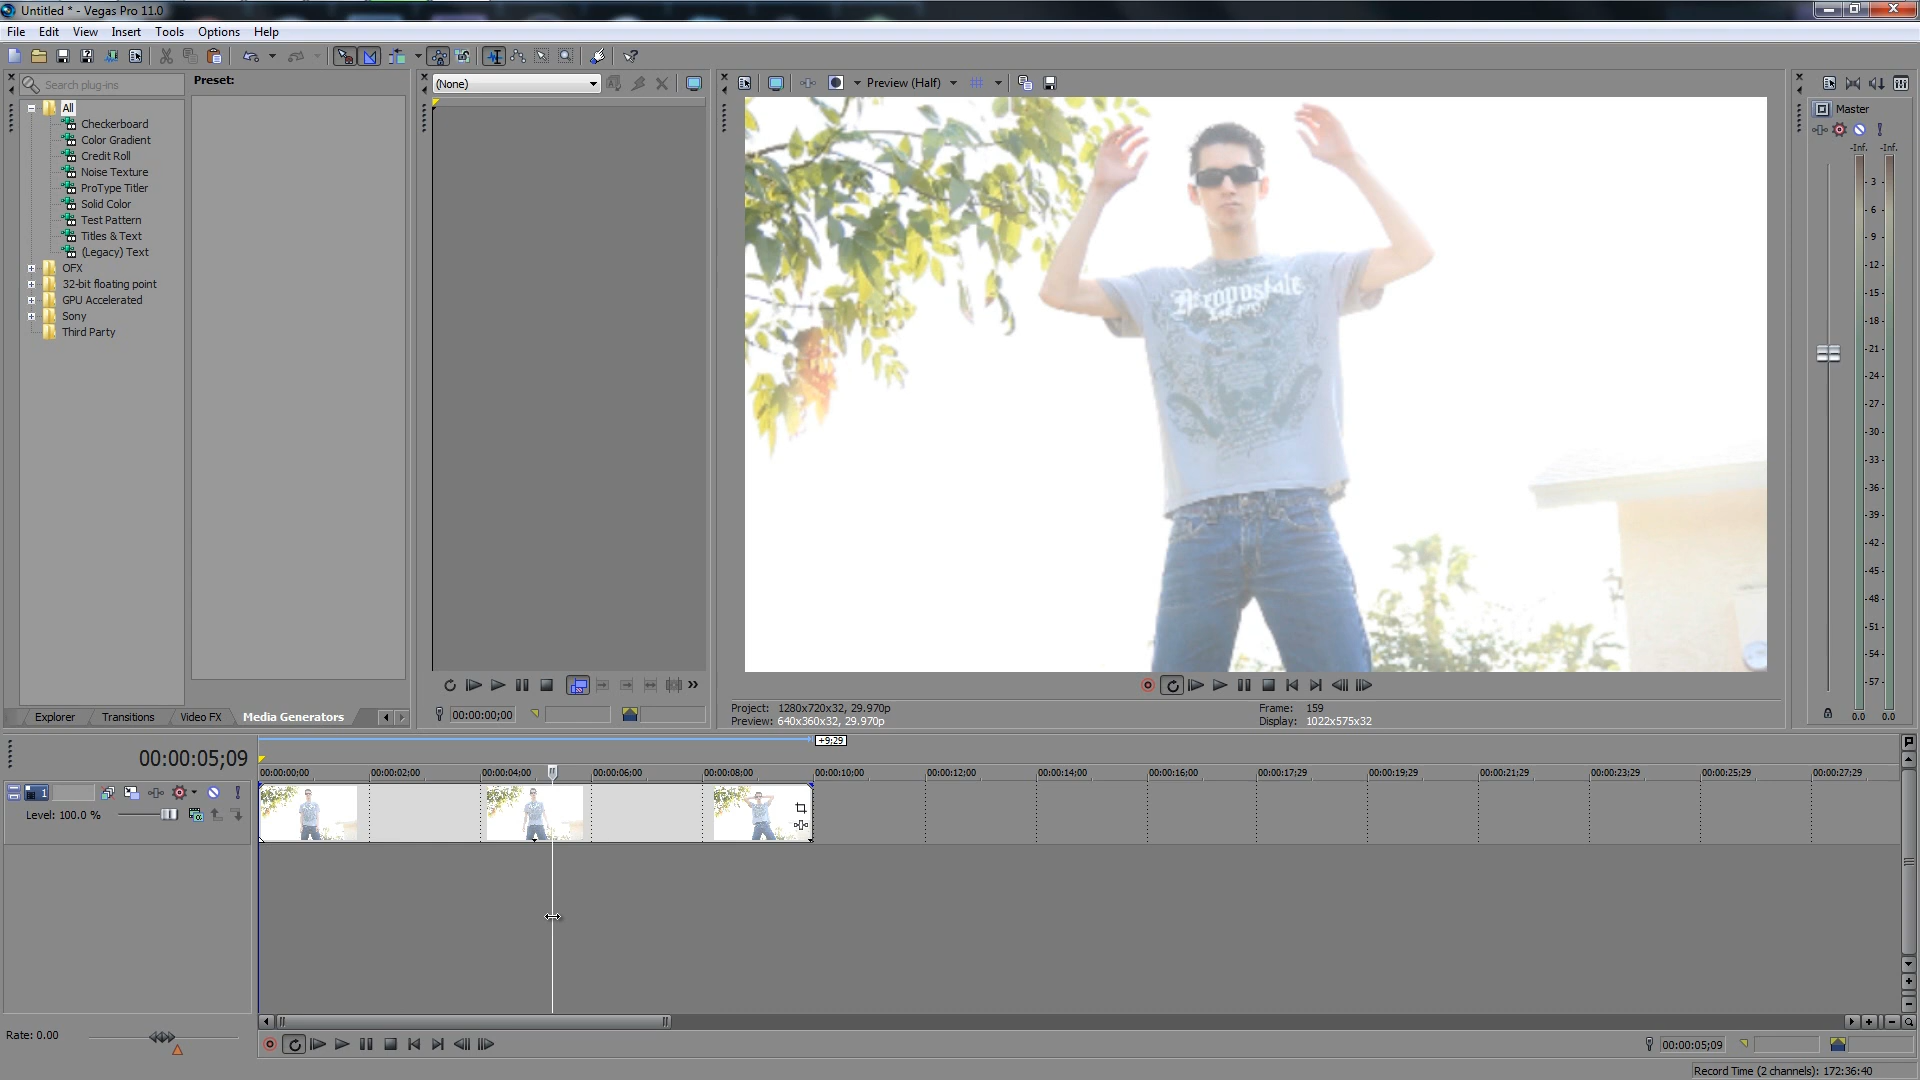 Untitled * - Vegas Pro 11.0
File Edit View Insert Tools Options Help
Search plug-ins
Preset:
(None)
Preview (Half)
All
Checkerboard
Color Gradient
Credit Roll
Noise Texture
ProType Titler
Solid Color
Test Pattern
Titles & Text
(Legacy) Text
OFX
32-bit floating point
GPU Accelerated
Sony
Third Party
Aeropostale
Master
-Inf. -Inf.
3
6
9
12
15
18
21
24
27
30
33
36
39
42
45
48
51
54
57
0.0 0.0
Explorer Transitions Video FX Media Generators
00:00:00;00
Project: 1280x720x32, 29.970p
Preview: 640x360x32, 29.970p
Frame: 159
Display: 1022x575x32
+9:29
00:00:05;09
00:00:00;00 00:00:02;00 00:00:04;00 00:00:06;00 00:00:08;00 00:00:10;00 00:00:12;00 00:00:14;00 00:00:16;00 00:00:17;29 00:00:19;29 00:00:21;29 00:00:23;29 00:00:25;29 00:00:27;29
1
Level: 100.0 %
Rate: 0.00
00:00:05;09
Record Time (2 channels): 172:36:40